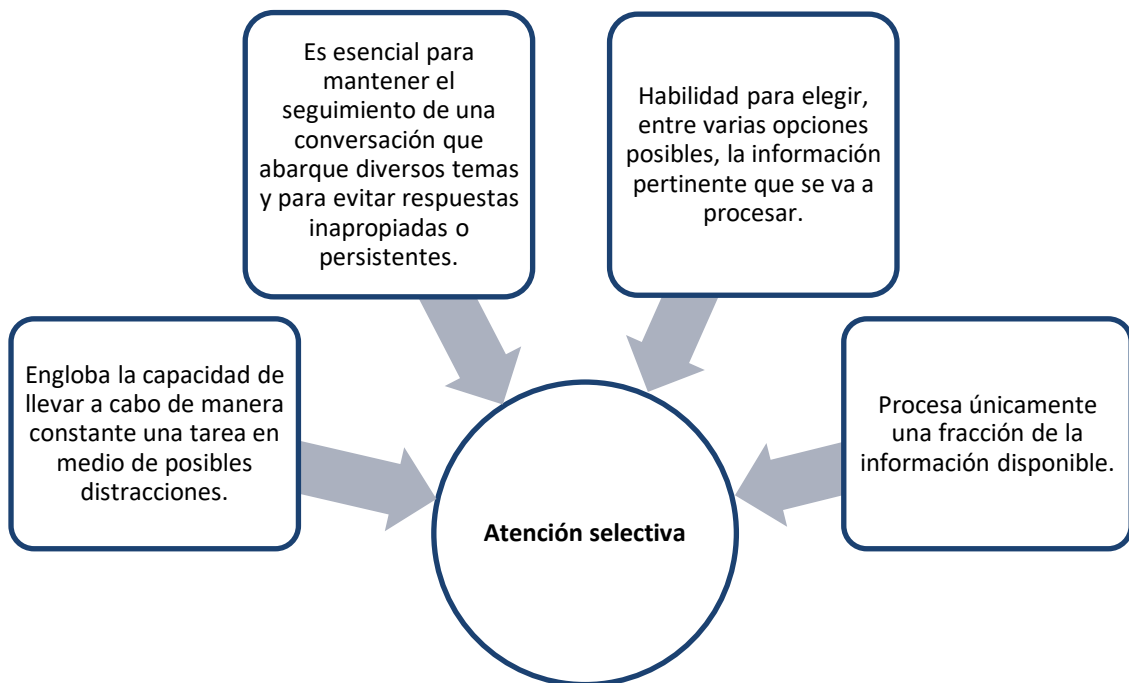 Es esencial para
mantener el
seguimiento de una
conversación que
abarque diversos temas
y para evitar respuestas
inapropiadas o
persistentes.
Habilidad para elegir,
entre varias opciones
posibles, la información
pertinente que se va a
procesar.
Engloba la capacidad de
llevar a cabo de manera
constante una tarea en
medio de posibles
distracciones.
Procesa únicamente
una fracción de la
información disponible.
Atención selectiva